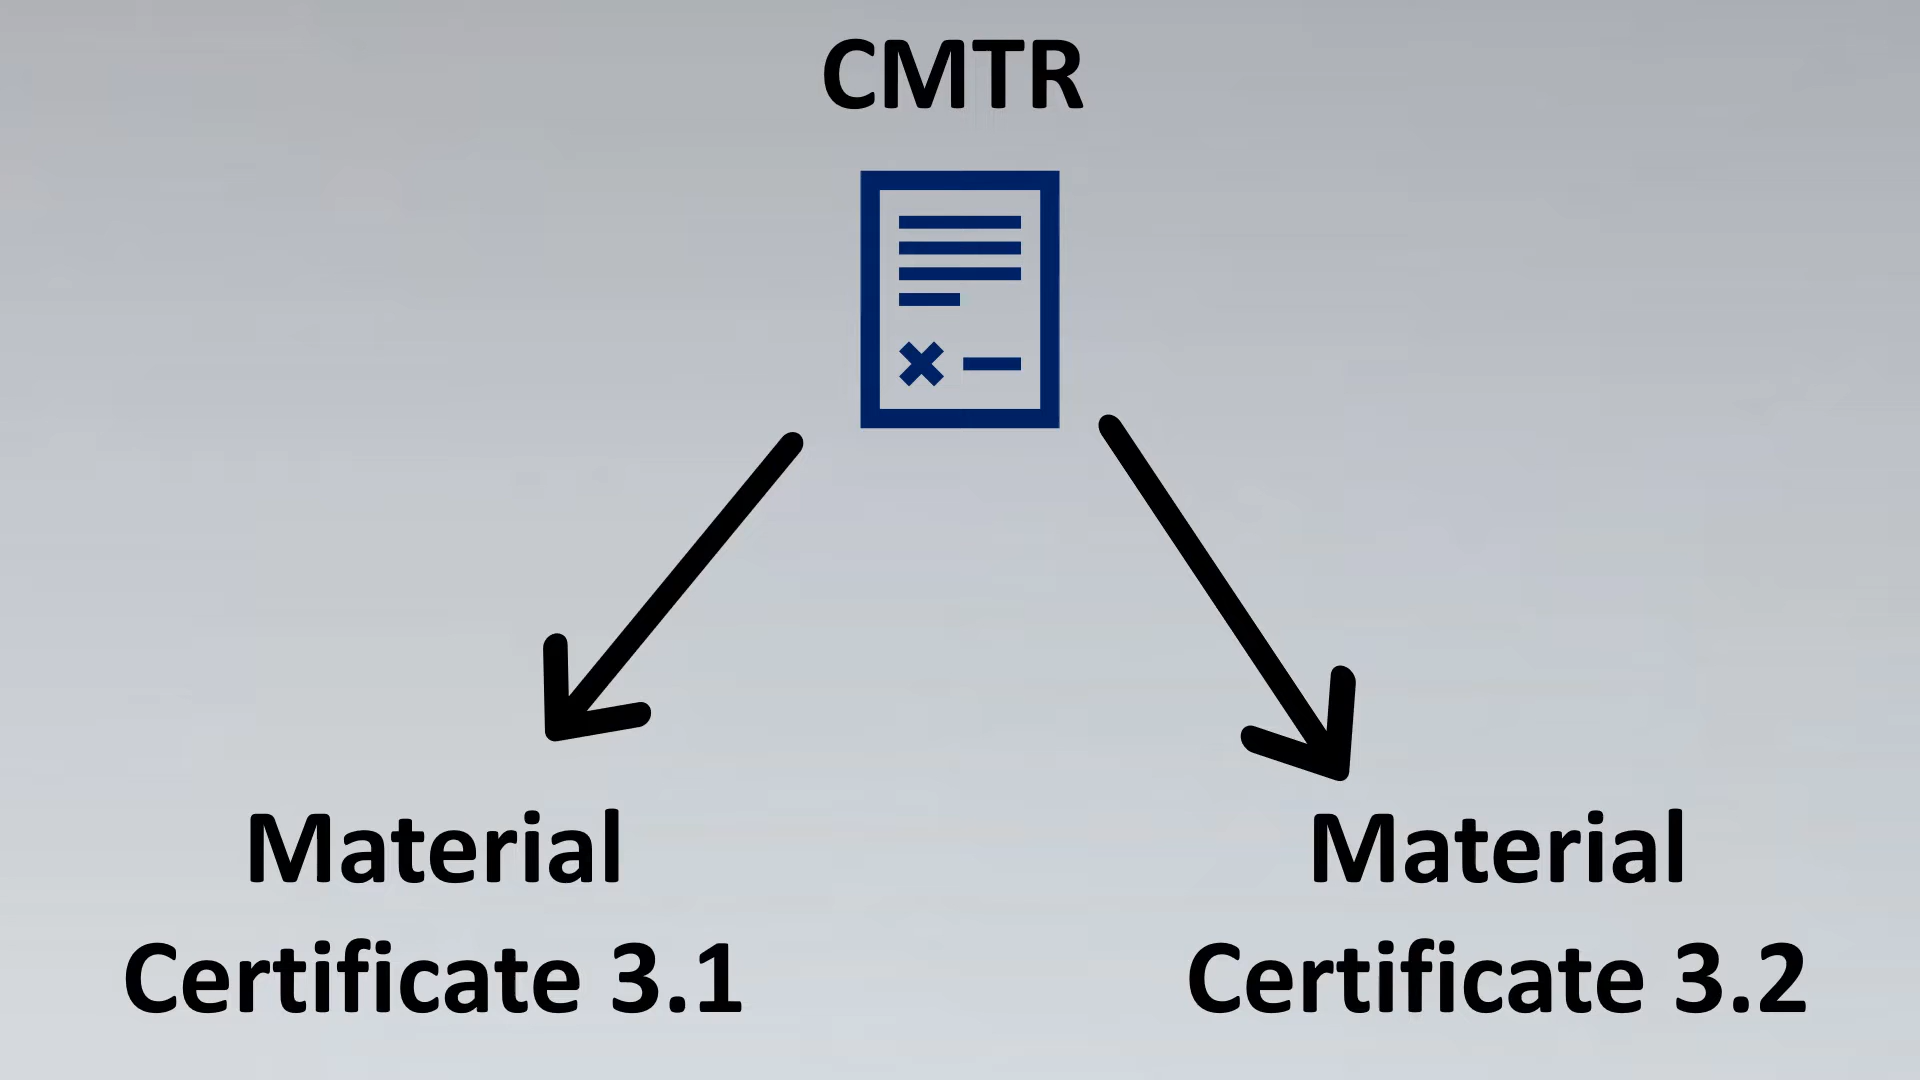 CMTR
Material
Certificate 3.1
Material
Certificate 3.2